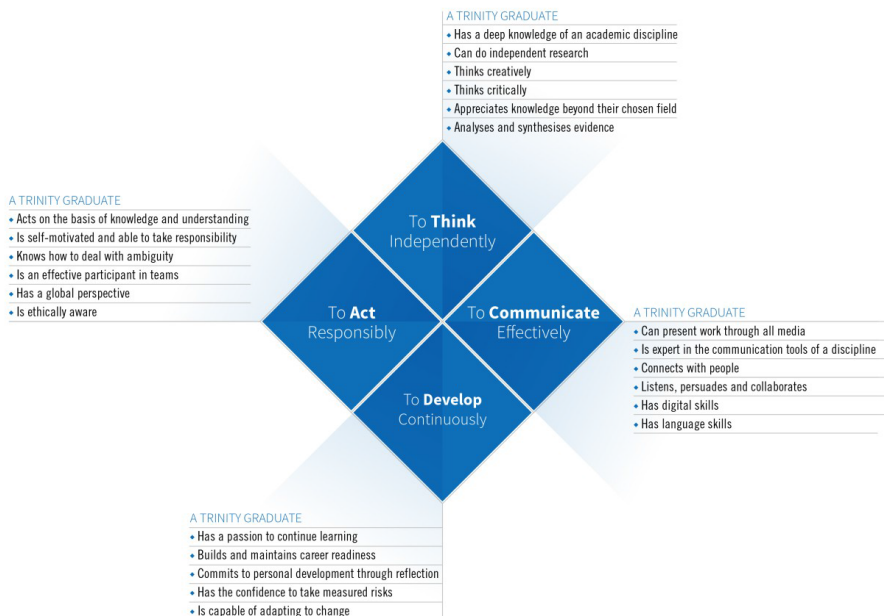 A TRINITY GRADUATE
Has a deep knowledge of an academic discipline
Can do independent research
Thinks creatively
Thinks critically
Appreciates knowledge beyond their chosen field
Analyses and synthesises evidence
A TRINITY GRADUATE
Acts on the basis of knowledge and understanding
Is self-motivated and able to take responsibility
Knows how to deal with ambiguity
Is an effective participant in teams
Has a global perspective
Is ethically aware
To Think
Independently
To Act
Responsibly
To Communicate
Effectively
To Develop
Continuously
A TRINITY GRADUATE
Can present work through all media
Is expert in the communication tools of a discipline
Connects with people
Listens, persuades and collaborates
Has digital skills
Has language skills
A TRINITY GRADUATE
Has a passion to continue learning
Builds and maintains career readiness
Commits to personal development through reflection
Has the confidence to take measured risks
Is capable of adapting to change